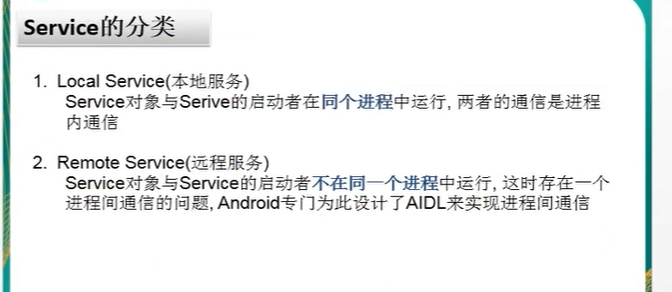 Service的分类
1. Local Service(本地服务)
Service对象与Serive的启动者在同个进程中运行, 两者的通信是进程
内通信
2. Remote Service(远程服务)
Service对象与Service的启动者不在同一个进程中运行, 这时存在一个
进程间通信的问题, Android专门为此设计了AIDL来实现进程间通信